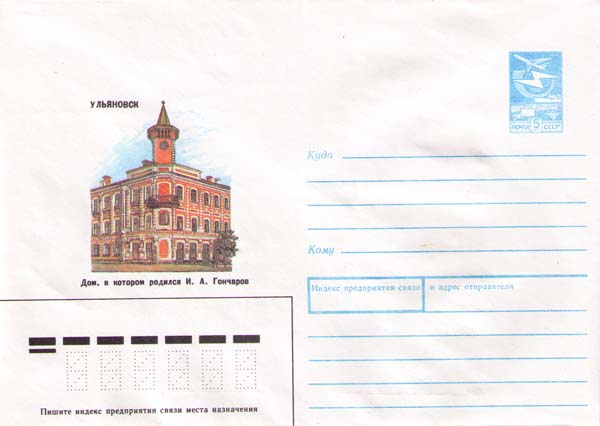 УЛЬЯНОВСК
Дом, в котором родился И. А. Гончаров
ПОЧТА 5 СССР
Куда
Кому
Индекс предприятия связи и адрес отправителя
Пишите индекс предприятия связи места назначения